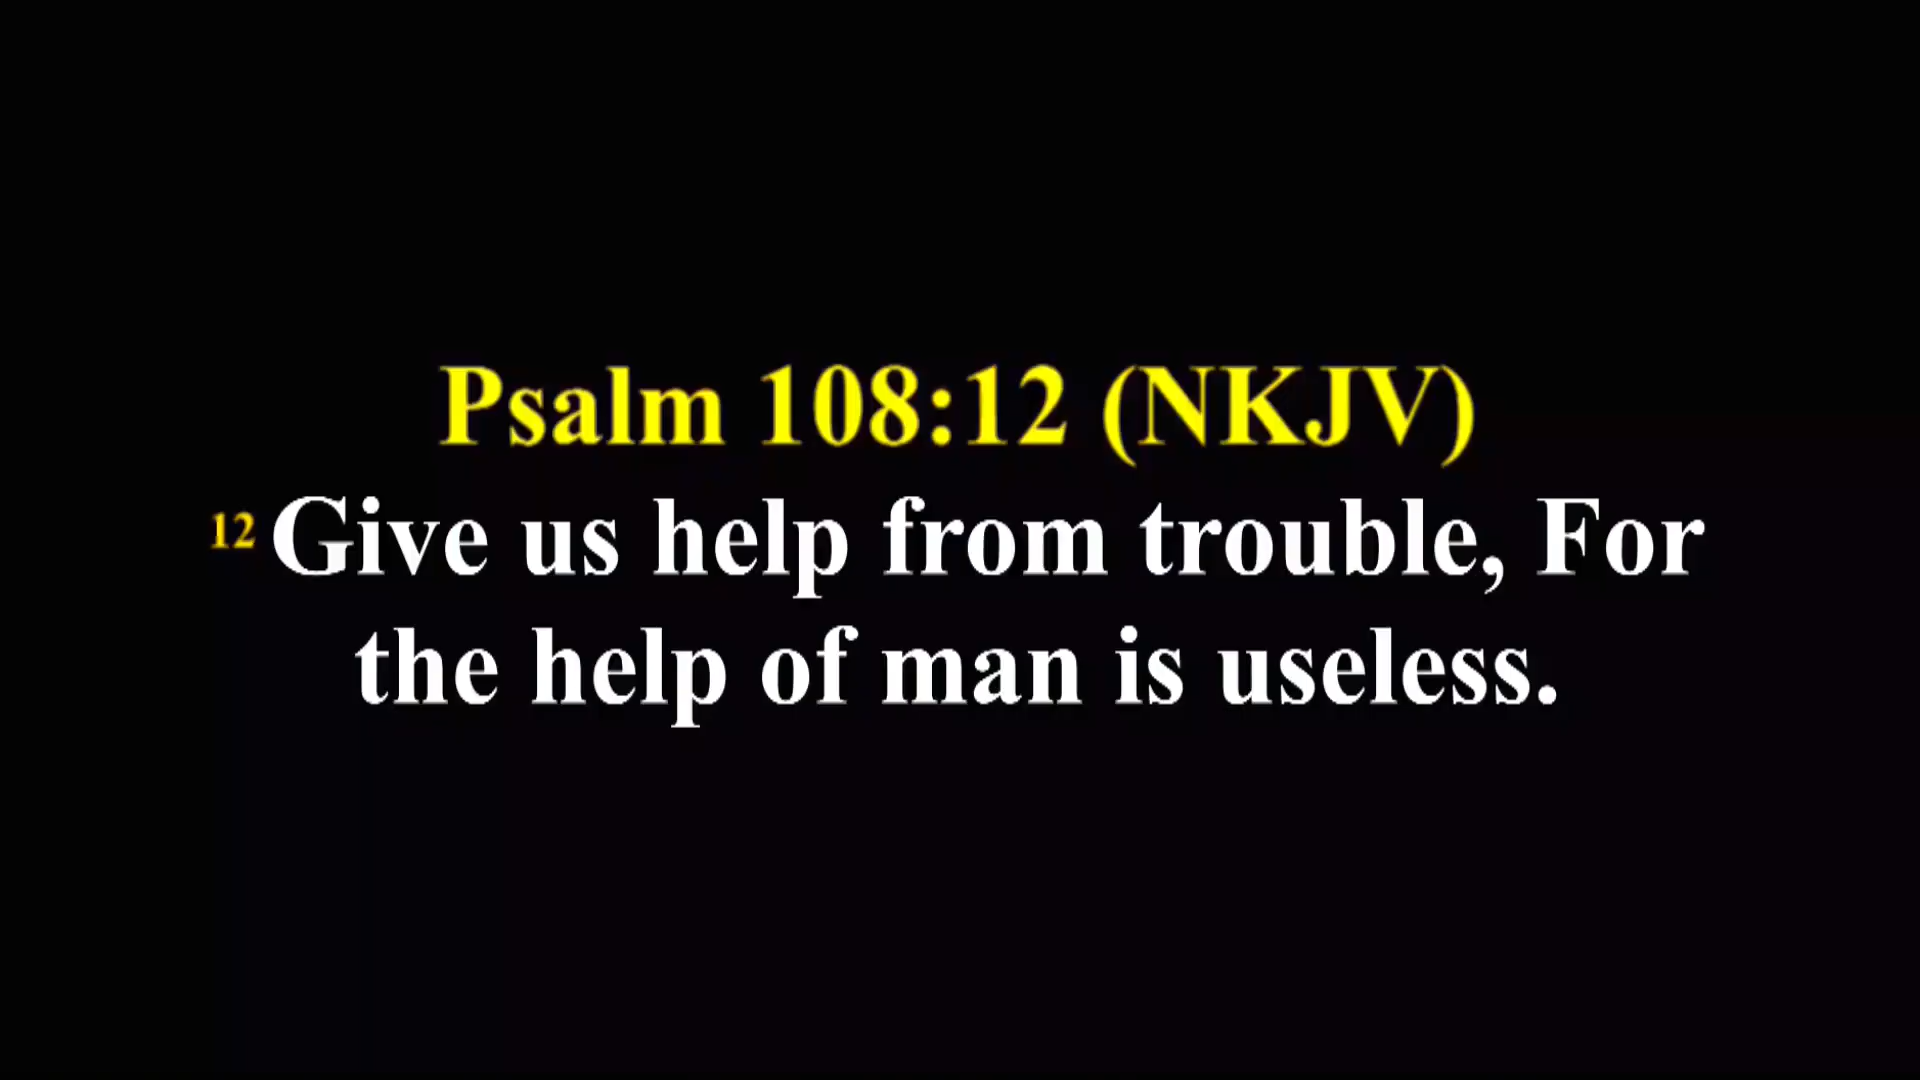 Psalm 108:12 (NKJV)
12 Give us help from trouble, For
the help of man is useless.